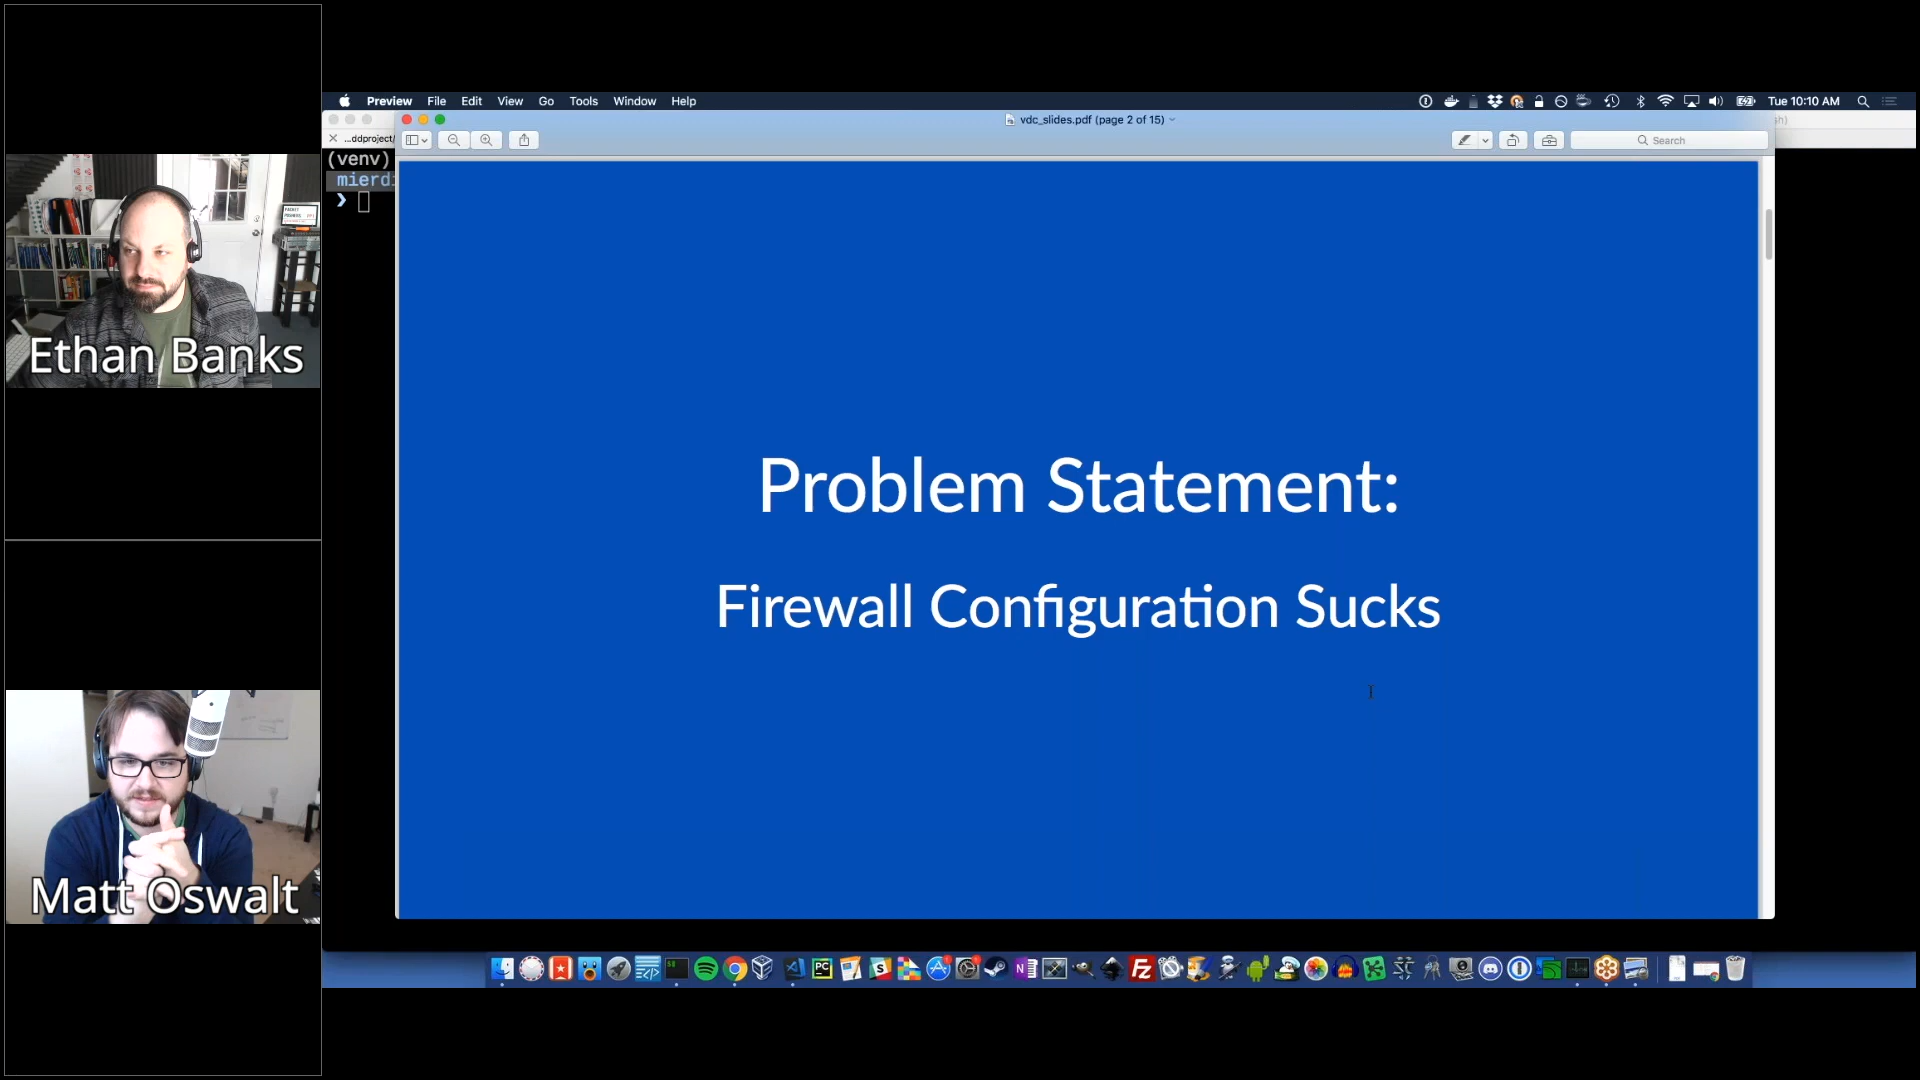 Preview File Edit View Go Tools Window Help
Tue 10:10 AM
vdc_slides.pdf (page 2 of 15)
Search
...ddproject/
(venv)
mierd
❯
Problem Statement:
Firewall Configuration Sucks
Ethan Banks
Matt Oswalt